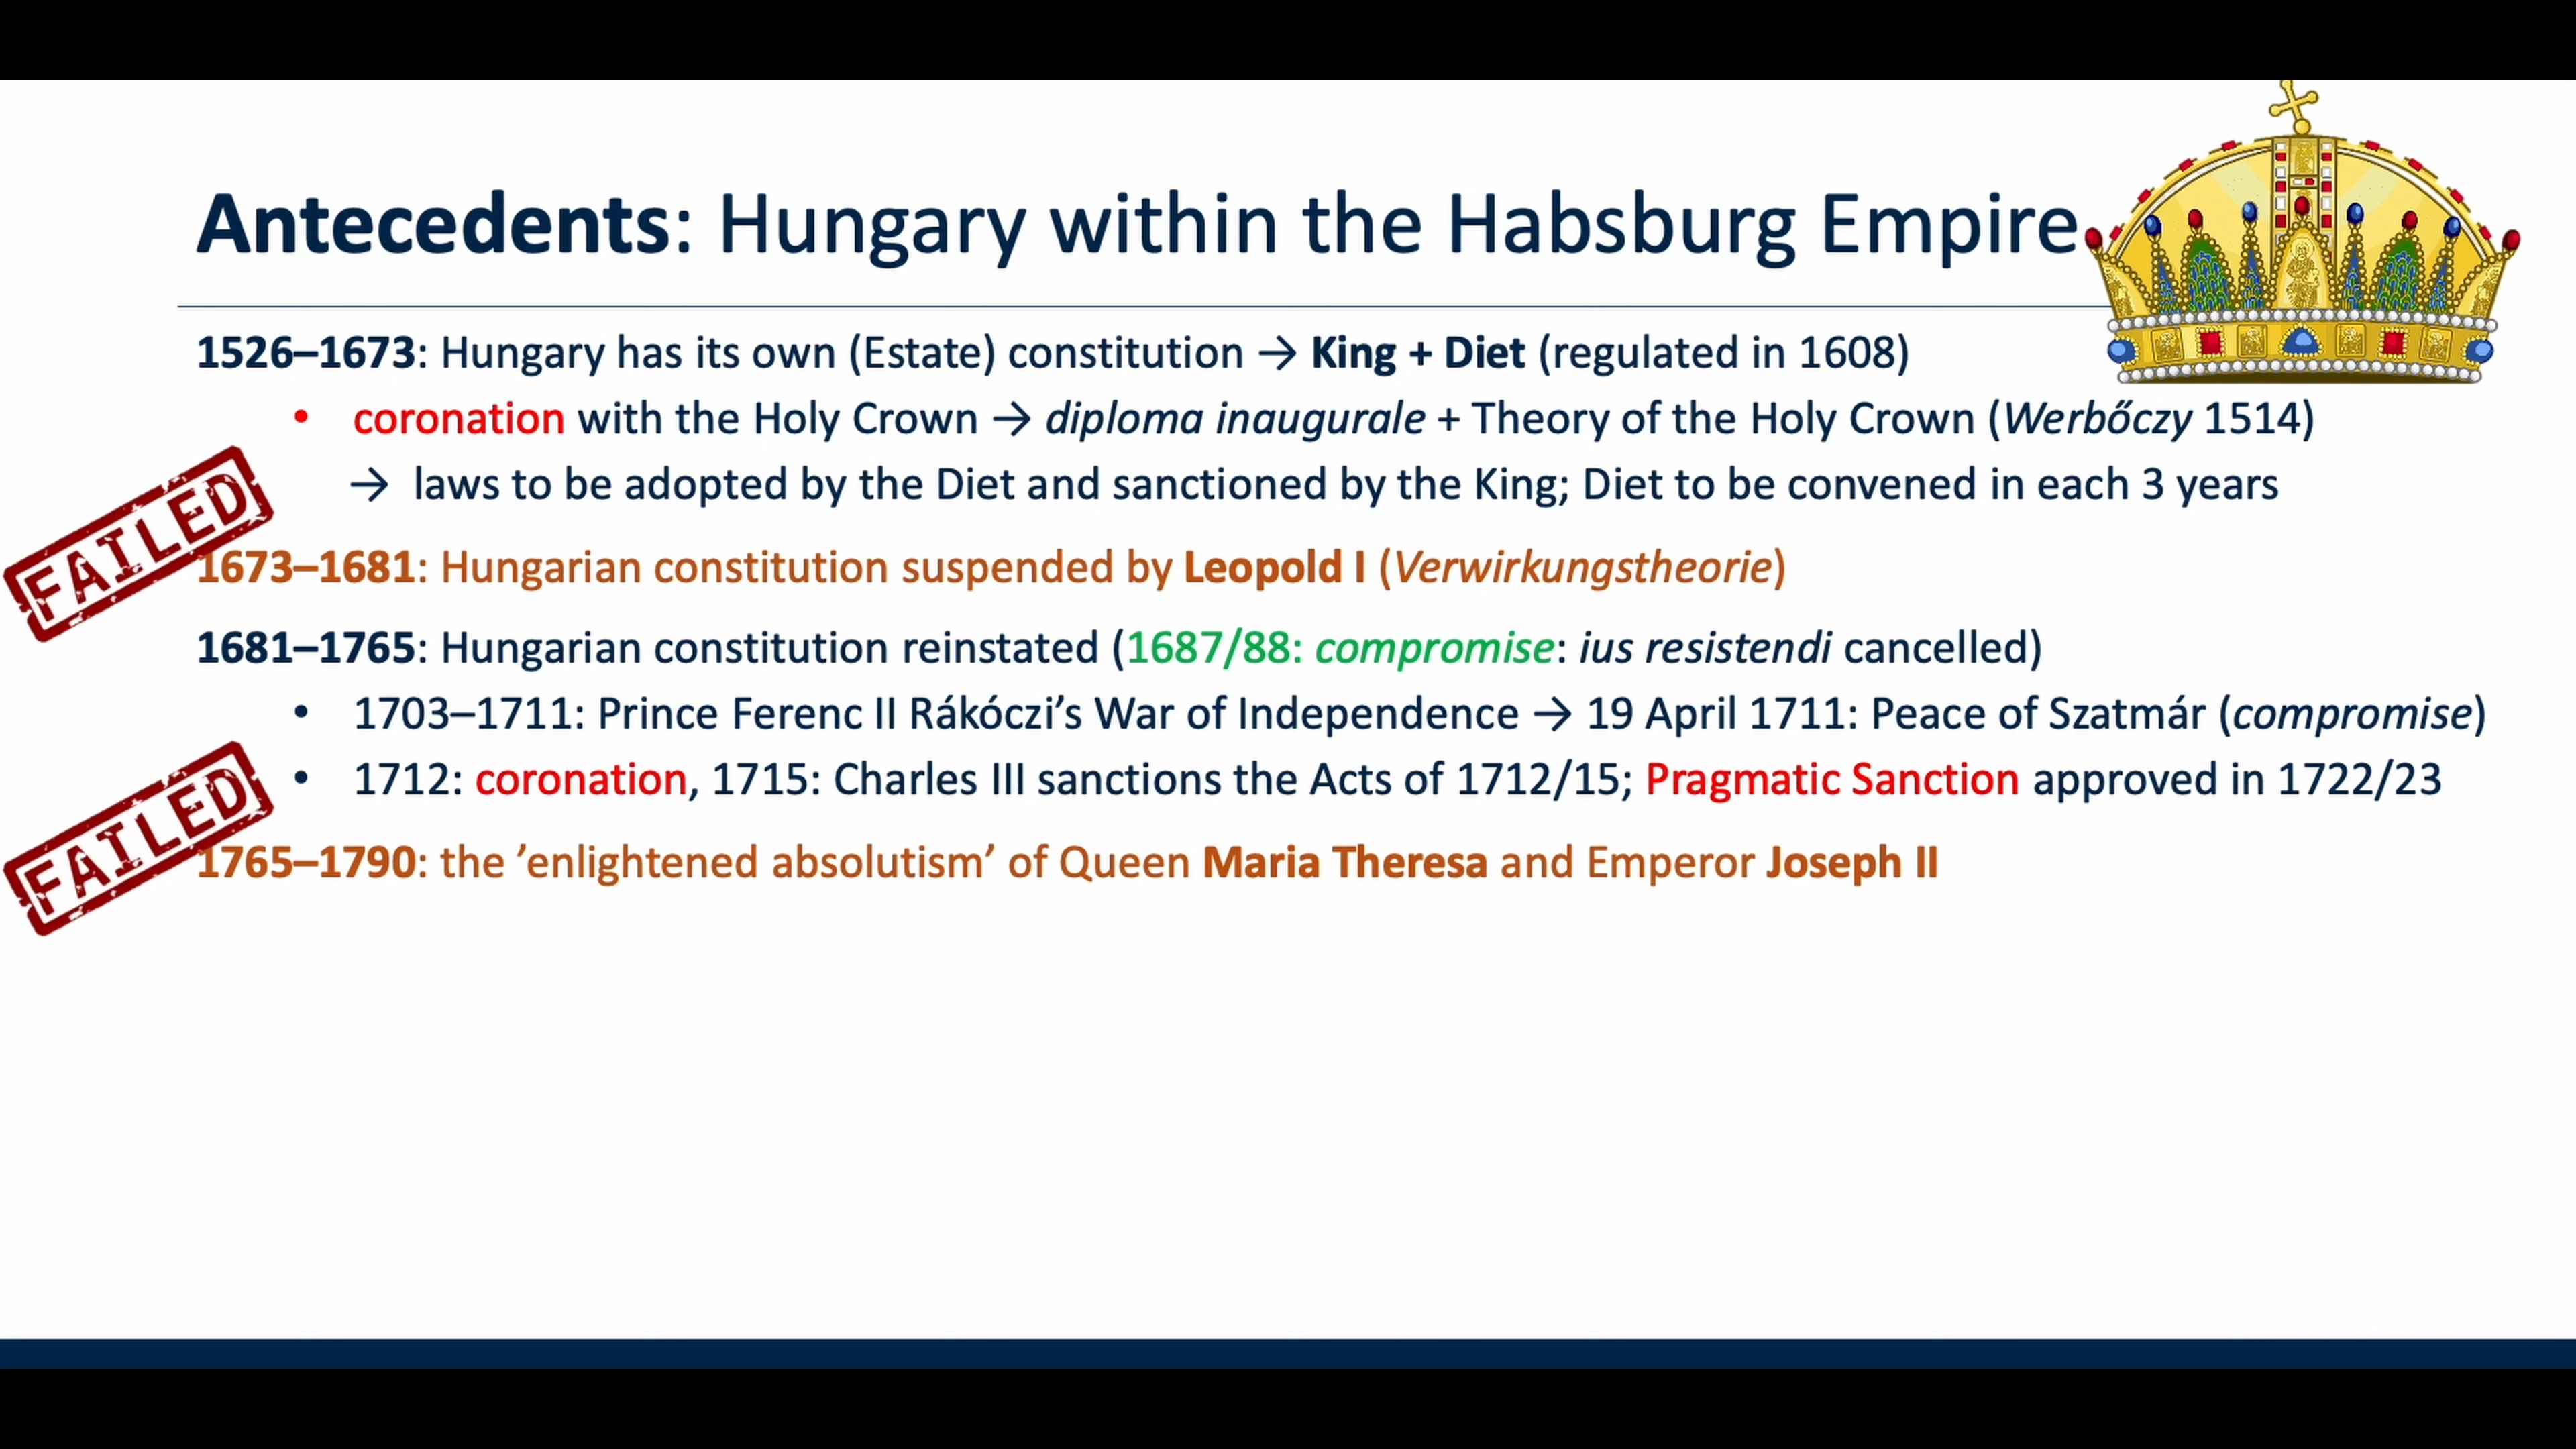 Antecedents: Hungary within the Habsburg Empire
1526–1673: Hungary has its own (Estate) constitution → King + Diet (regulated in 1608)
• coronation with the Holy Crown → diploma inaugurale + Theory of the Holy Crown (Werbőczy 1514)
→ laws to be adopted by the Diet and sanctioned by the King; Diet to be convened in each 3 years
FAILED
1673–1681: Hungarian constitution suspended by Leopold I (Verwirkungstheorie)
1681–1765: Hungarian constitution reinstated (1687/88: compromise: ius resistendi cancelled)
• 1703–1711: Prince Ferenc II Rákóczi’s War of Independence → 19 April 1711: Peace of Szatmár (compromise)
• 1712: coronation, 1715: Charles III sanctions the Acts of 1712/15; Pragmatic Sanction approved in 1722/23
FAILED
1765–1790: the ’enlightened absolutism’ of Queen Maria Theresa and Emperor Joseph II